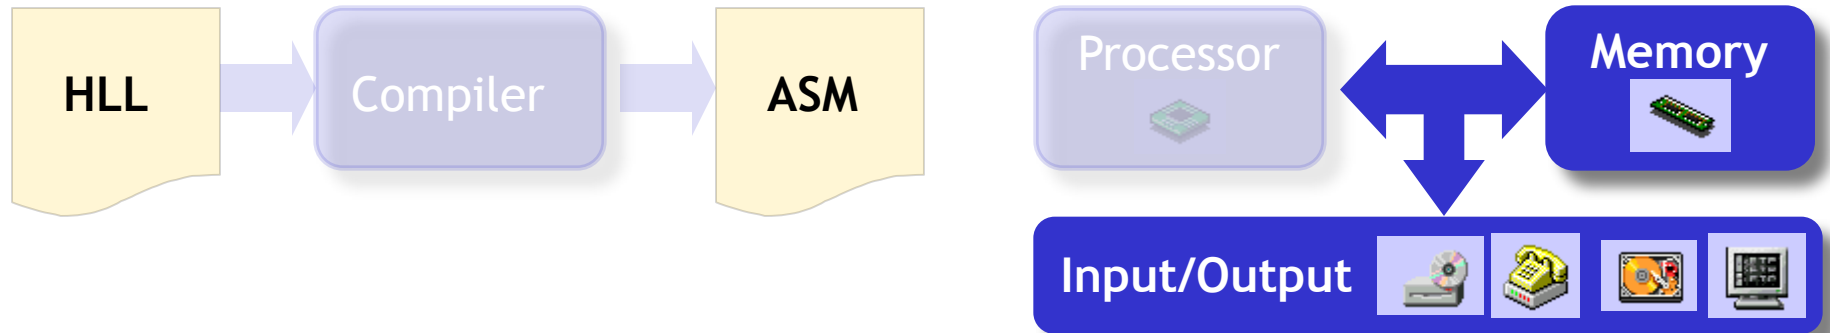 HLL
Compiler
ASM
Processor
Memory
Input/Output